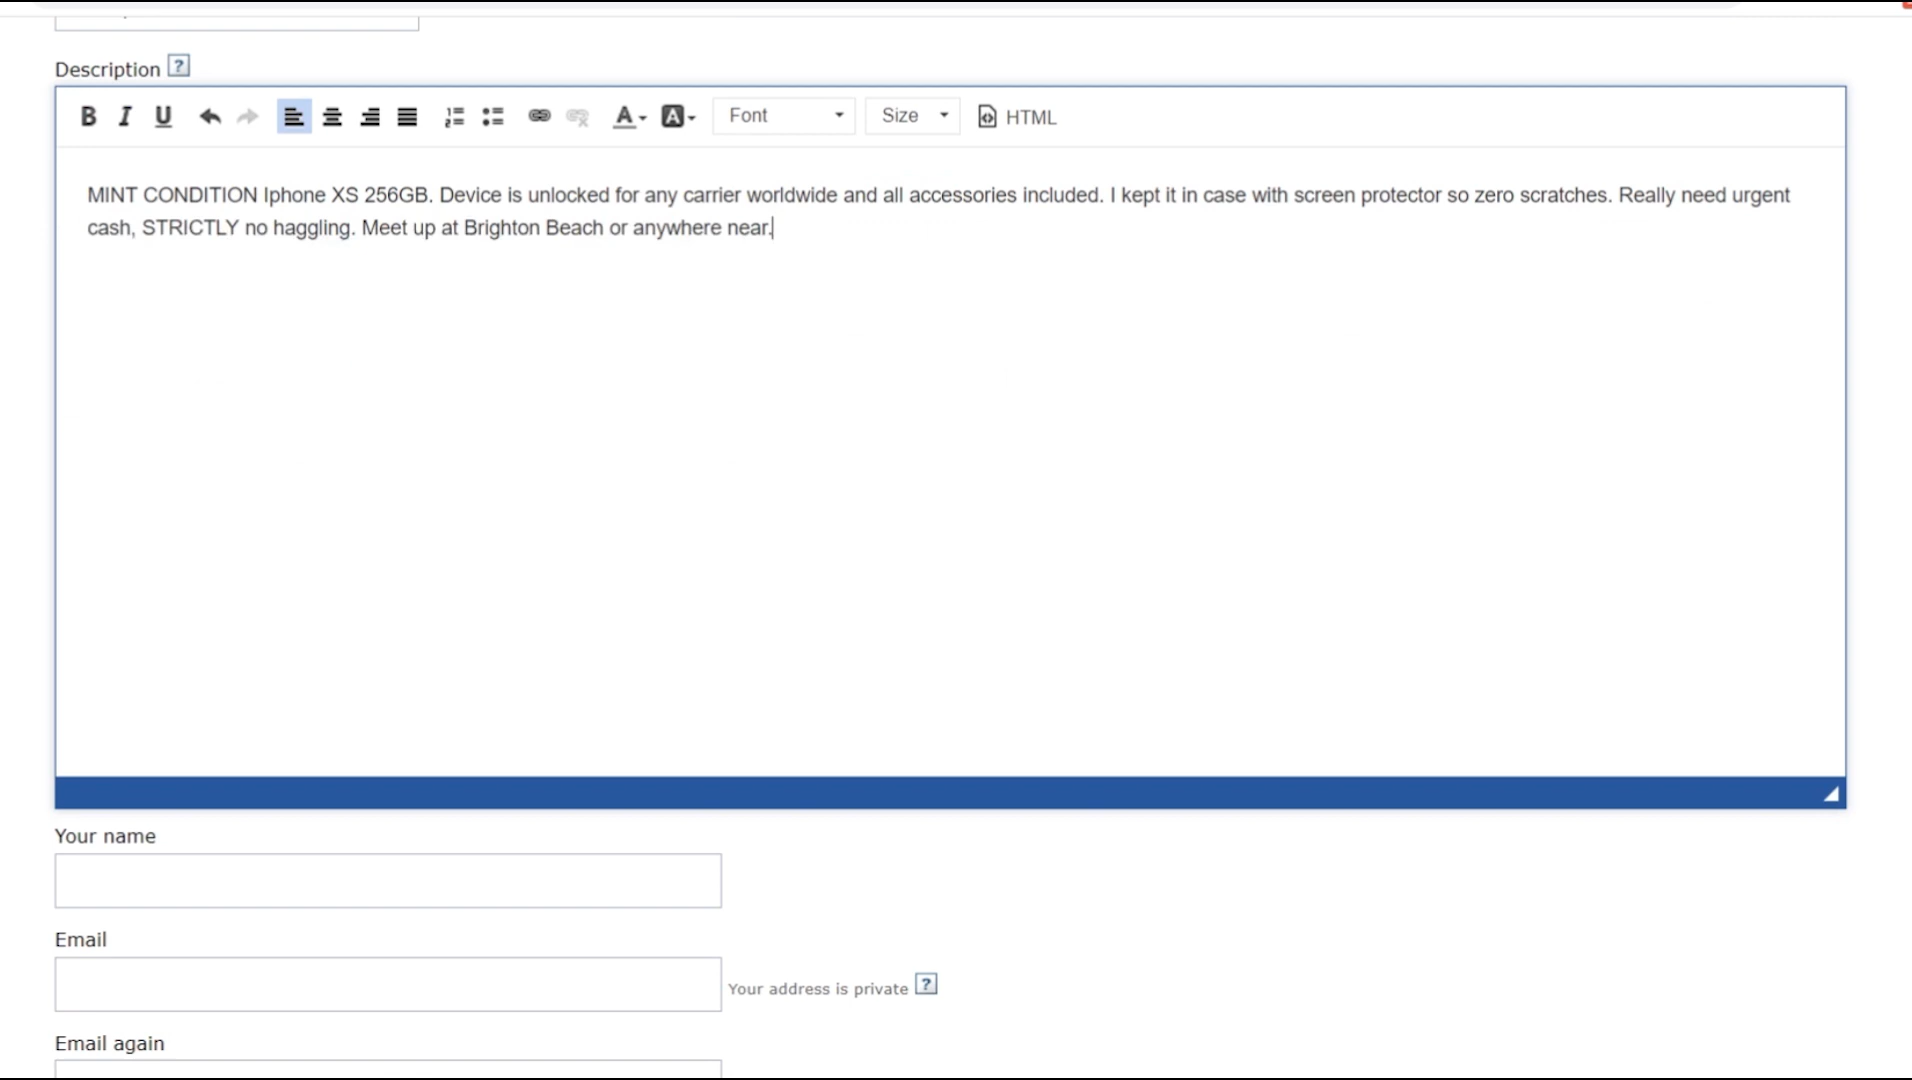 Description ?
B I U A A Font Size HTML
MINT CONDITION Iphone XS 256GB. Device is unlocked for any carrier worldwide and all accessories included. I kept it in case with screen protector so zero scratches. Really need urgent
cash, STRICTLY no haggling. Meet up at Brighton Beach or anywhere near.
Your name
Email
Your address is private ?
Email again